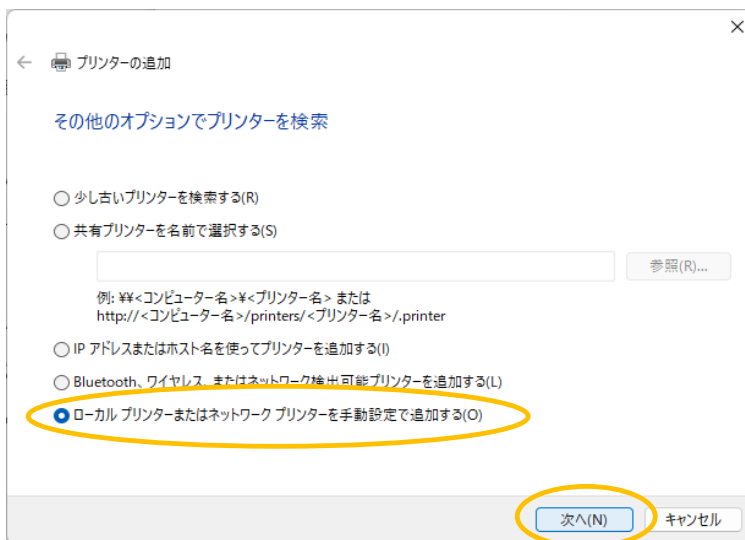 プリンターの追加
その他のオプションでプリンターを検索
少し古いプリンターを検索する(R)
共有プリンターを名前で選択する(S)
参照(R)...
例: ¥¥<コンピューター名>¥<プリンター名> または
http://<コンピューター名>/printers/<プリンター名>/.printer
IP アドレスまたはホスト名を使ってプリンターを追加する(I)
Bluetooth、ワイヤレス、またはネットワーク検出可能プリンターを追加する(L)
ローカル プリンターまたはネットワーク プリンターを手動設定で追加する(O)
次へ(N)
キャンセル